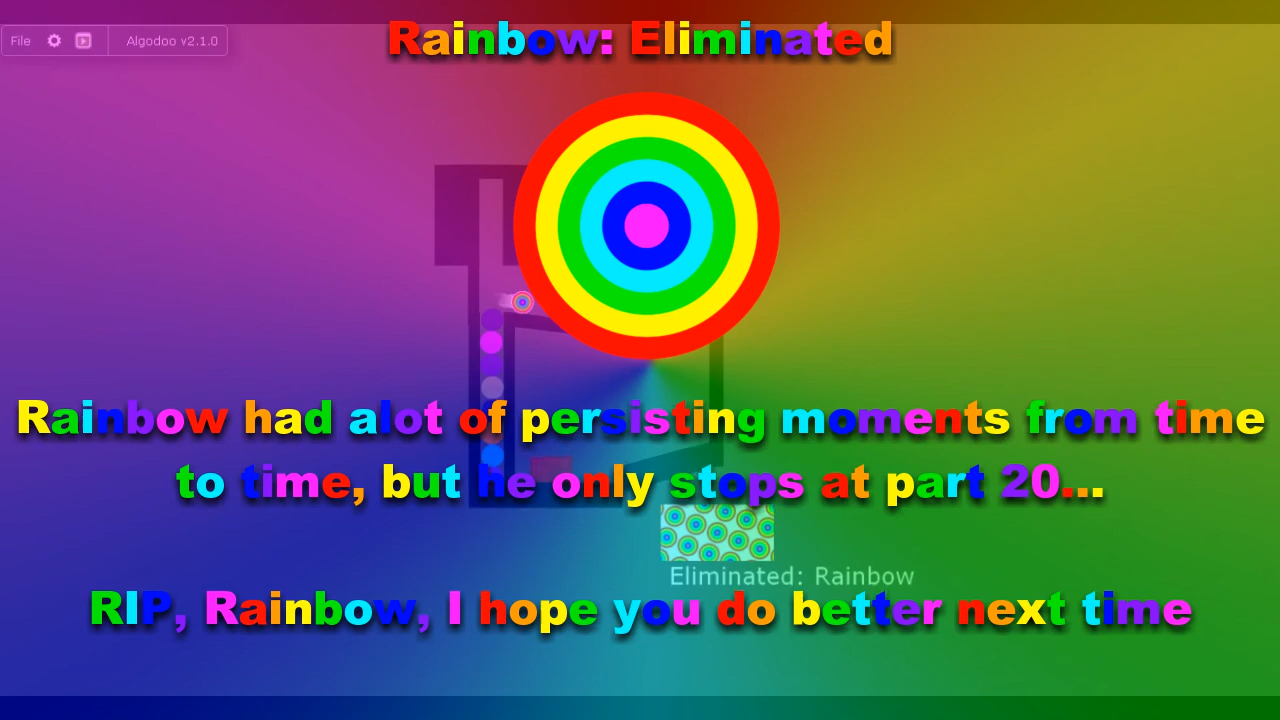 File Algodoo v2.1.0
Rainbow: Eliminated
Rainbow had alot of persisting moments from time
to time, but he only stops at part 20...
Eliminated: Rainbow
RIP, Rainbow, I hope you do better next time